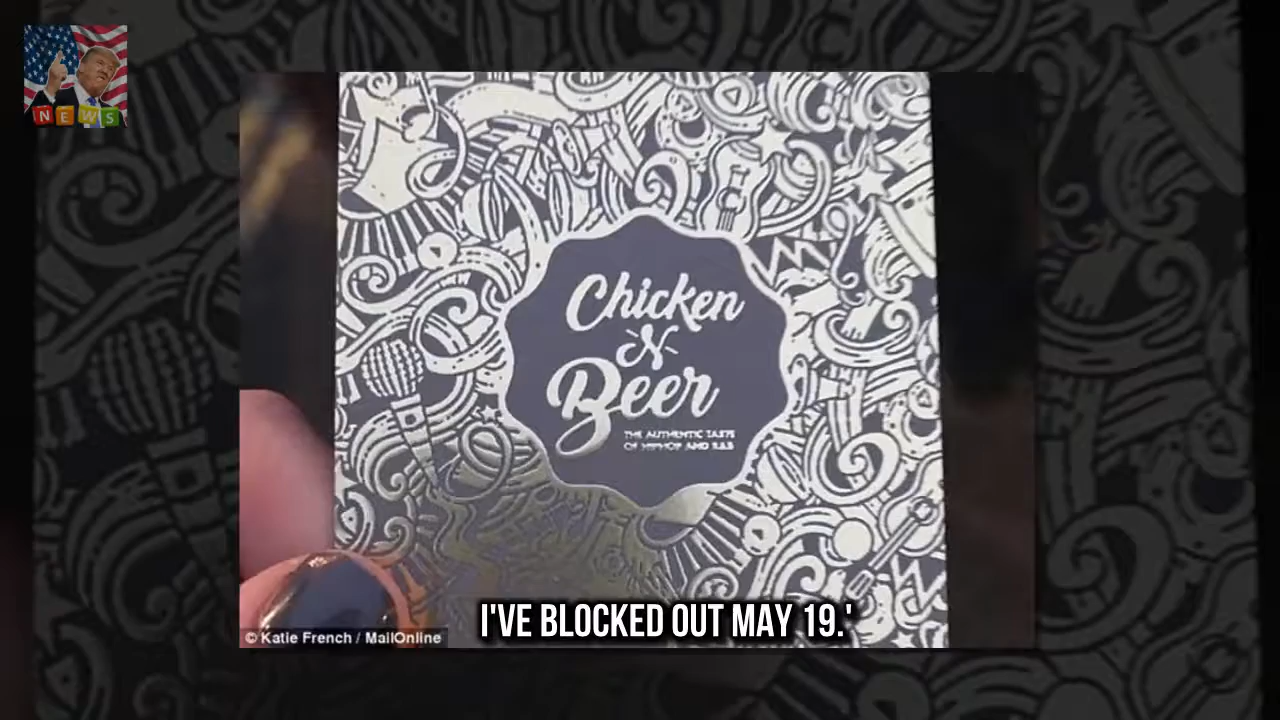 NEWS
Chicken
N
Beer
THE AUTHENTIC TASTE
OF HIPHOP AND R&B
I'VE BLOCKED OUT MAY 19.'
© Katie French / MailOnline